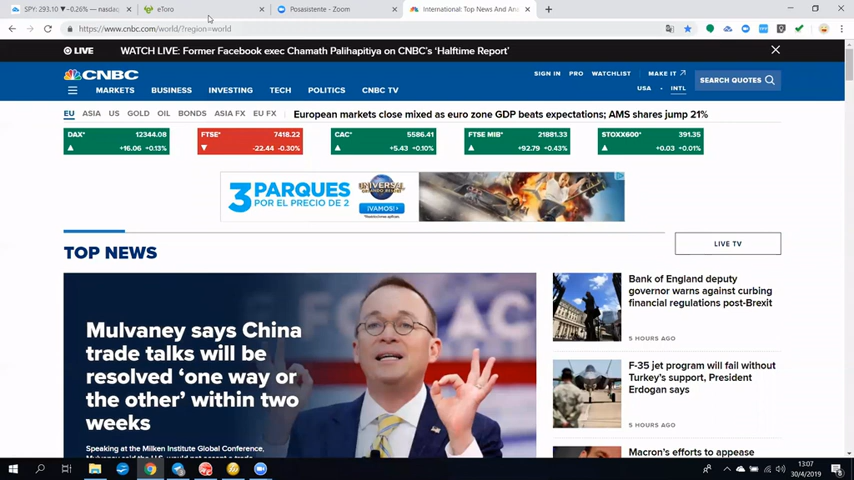 SPY: 293.10 ▼−0.26% — nasdaq
eToro
Posasistente - Zoom
International: Top News And An
https://www.cnbc.com/world/?region=world
LIVE
WATCH LIVE: Former Facebook exec Chamath Palihapitiya on CNBC's 'Halftime Report'
CNBC
SIGN IN PRO WATCHLIST MAKE IT
SEARCH QUOTES
USA • INTL
MARKETS BUSINESS INVESTING TECH POLITICS CNBC TV
EU ASIA US GOLD OIL BONDS ASIA FX EU FX
European markets close mixed as euro zone GDP beats expectations; AMS shares jump 21%
DAX* 12344.08
+16.06 +0.13%
FTSE* 7418.22
-22.44 -0.30%
CAC* 5586.41
+5.43 +0.10%
FTSE MIB* 21881.33
+92.79 +0.43%
STOXX600* 391.35
+0.03 +0.01%
3 PARQUES
POR EL PRECIO DE 2
UNIVERSAL
¡VAMOS!
LIVE TV
TOP NEWS
Mulvaney says China
trade talks will be
resolved 'one way or
the other' within two
weeks
Speaking at the Milken Institute Global Conference,
Bank of England deputy
governor warns against curbing
financial regulations post-Brexit
5 HOURS AGO
F-35 jet program will fail without
Turkey's support, President
Erdogan says
5 HOURS AGO
Macron's efforts to appease
13:07
30/4/2019